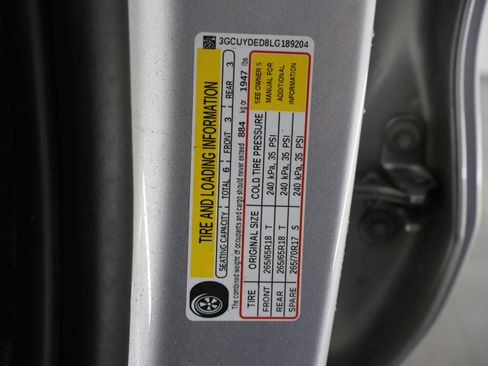 3GCUYDED8LG189204
TIRE AND LOADING INFORMATION
SEATING CAPACITY TOTAL 6 FRONT 3 REAR 3
The combined weight of occupants and cargo should never exceed 884 kg or 1947 lbs
TIRE ORIGINAL SIZE COLD TIRE PRESSURE SEE OWNER'S
FRONT 265/65R18 T 240 kPa, 35 PSI MANUAL FOR
REAR 265/65R18 T 240 kPa, 35 PSI ADDITIONAL
SPARE 265/70R17 S 240 kPa, 35 PSI INFORMATION